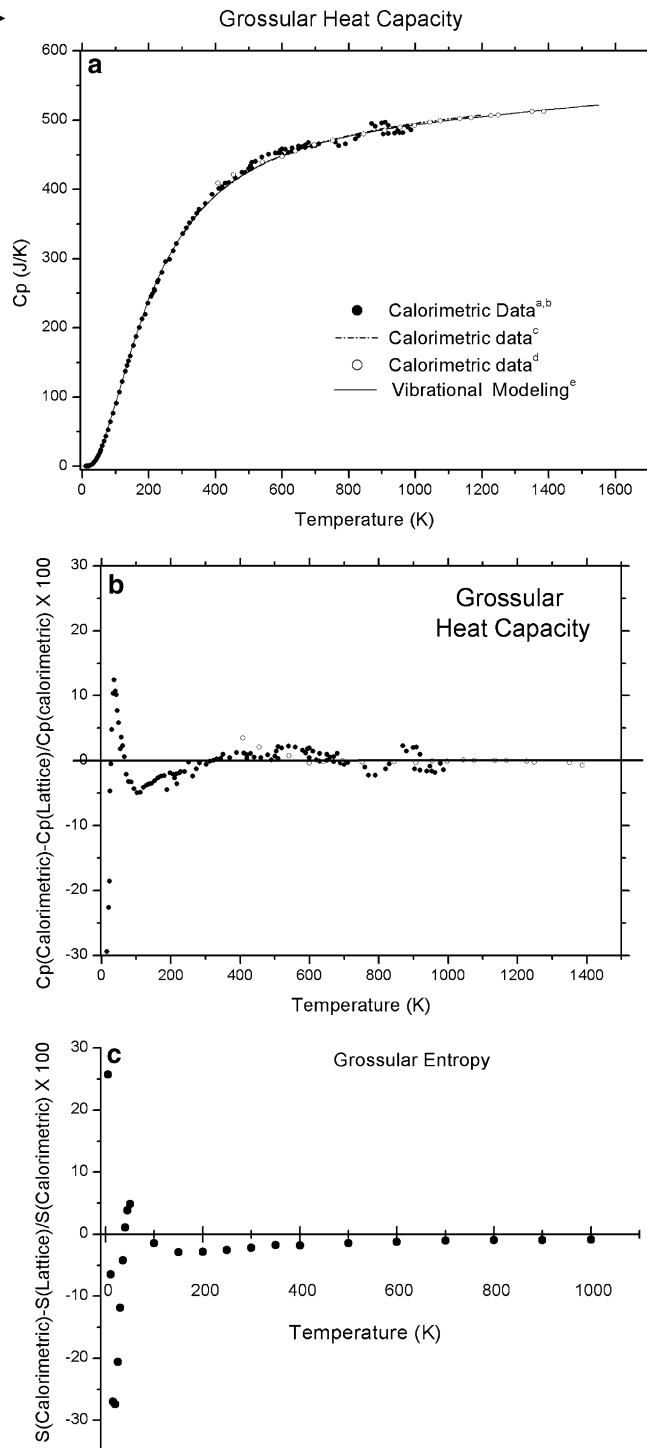 Grossular Heat Capacity
a
600
500
400
300
200
100
0
Cp (J/K)
Calorimetric Data^a,b
Calorimetric data^c
Calorimetric data^d
Vibrational Modeling^e
0 200 400 600 800 1000 1200 1400 1600
Temperature (K)
b
Grossular
Heat Capacity
30
20
10
0
-10
-20
-30
Cp(Calorimetric)-Cp(Lattice)/Cp(calorimetric) X 100
0 200 400 600 800 1000 1200 1400
Temperature (K)
c
Grossular Entropy
30
20
10
0
-10
-20
-30
S(Calorimetric)-S(Lattice)/S(Calorimetric) X 100
0 200 400 600 800 1000
Temperature (K)